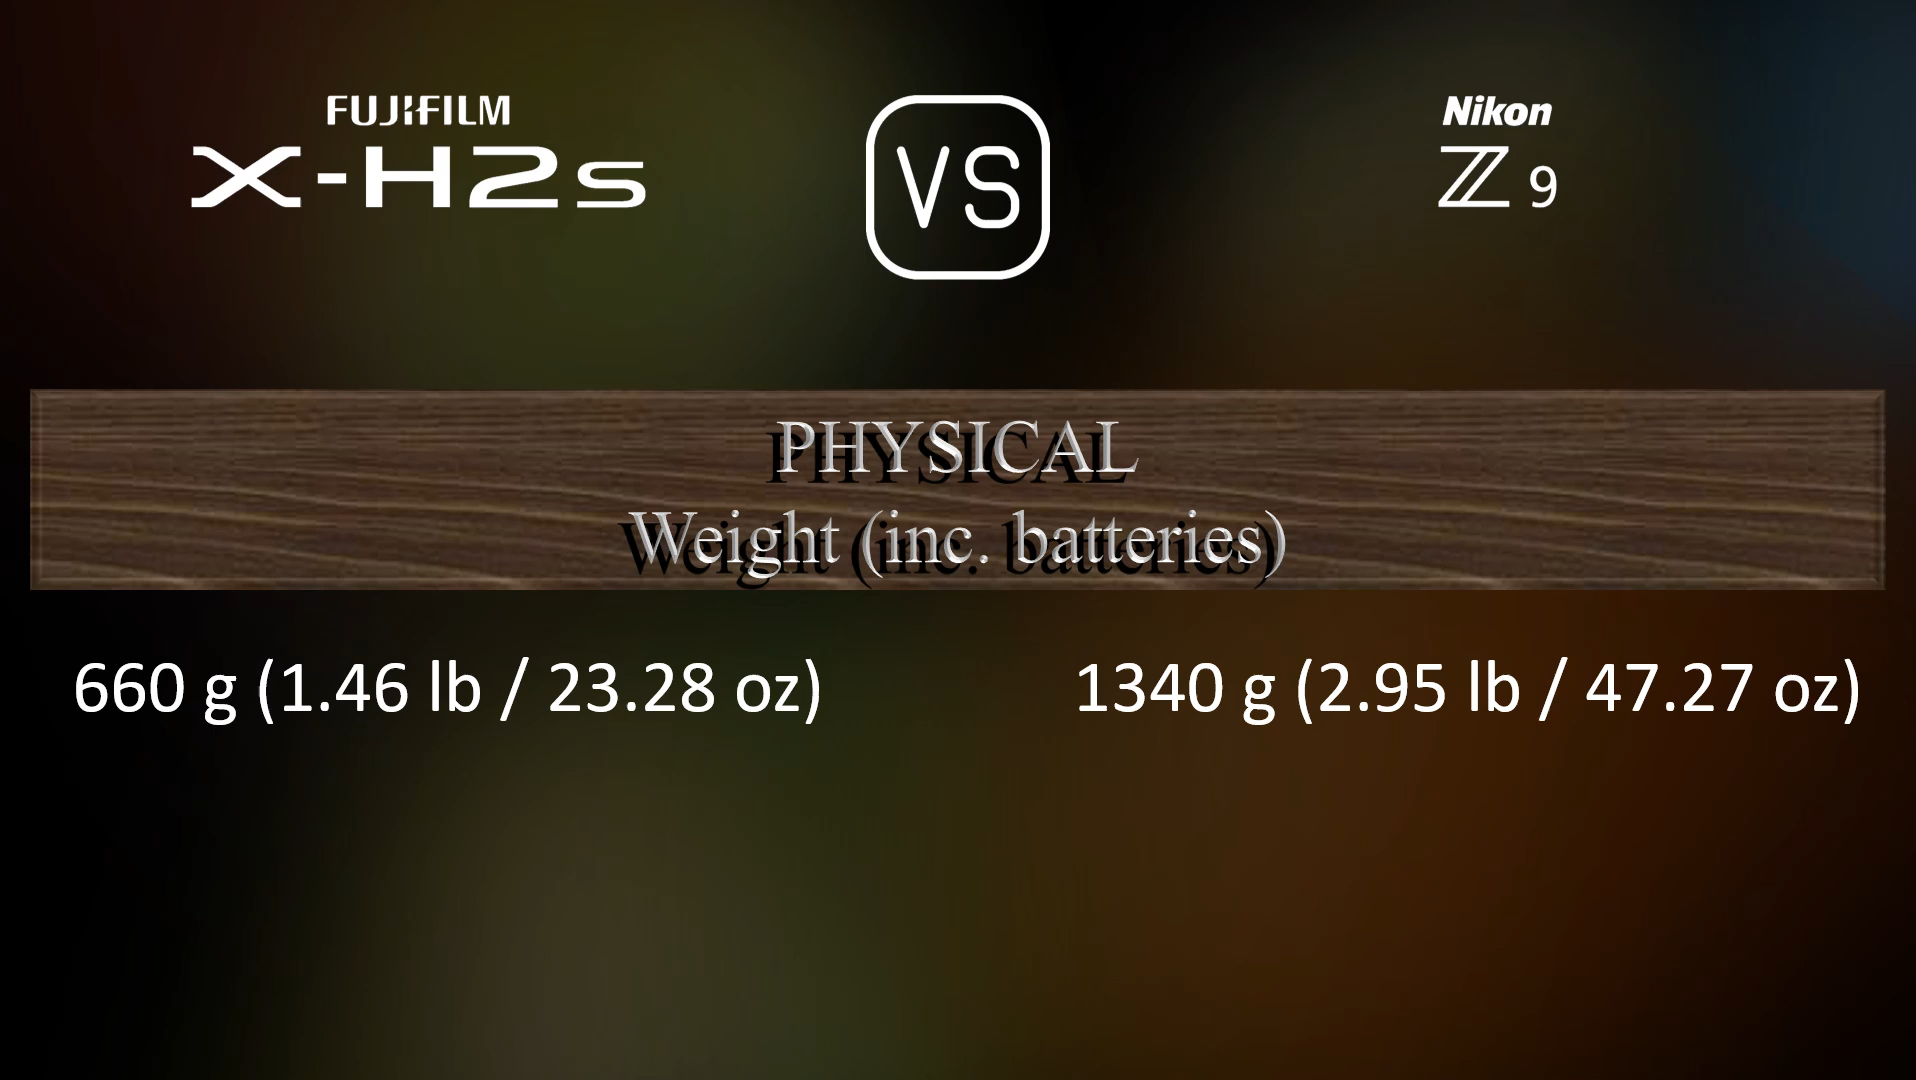 FUJIFILM
X-H2s
VS
Nikon
Z 9
PHYSICAL
Weight (inc. batteries)
660 g (1.46 lb / 23.28 oz)
1340 g (2.95 lb / 47.27 oz)